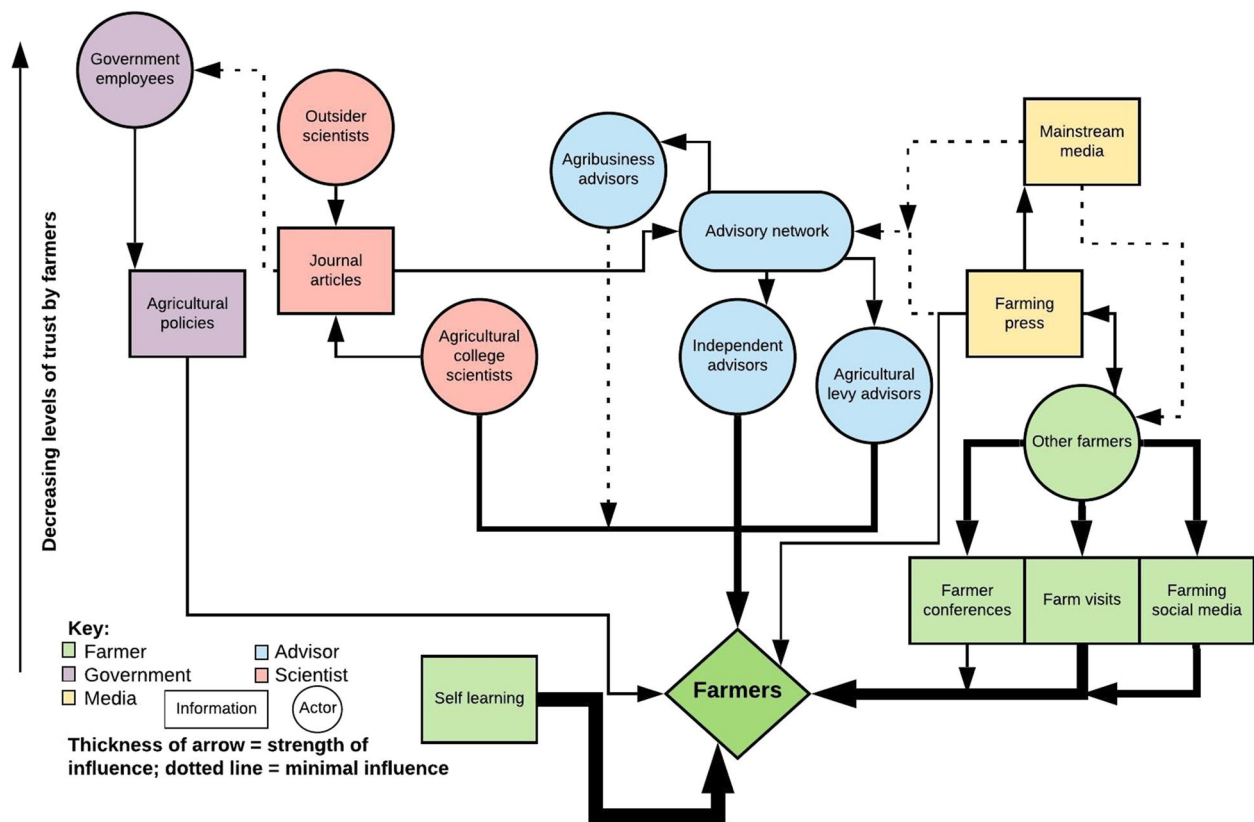 Decreasing levels of trust by farmers
Government
employees
Outsider
scientists
Agribusiness
advisors
Mainstream
media
Advisory network
Journal
articles
Agricultural
policies
Farming
press
Agricultural
college
scientists
Independent
advisors
Agricultural
levy advisors
Other farmers
Farmer
conferences
Farm visits
Farming
social media
Self learning
Farmers
Key:
Farmer
Advisor
Government
Scientist
Media
Information
Actor
Thickness of arrow = strength of
influence; dotted line = minimal influence